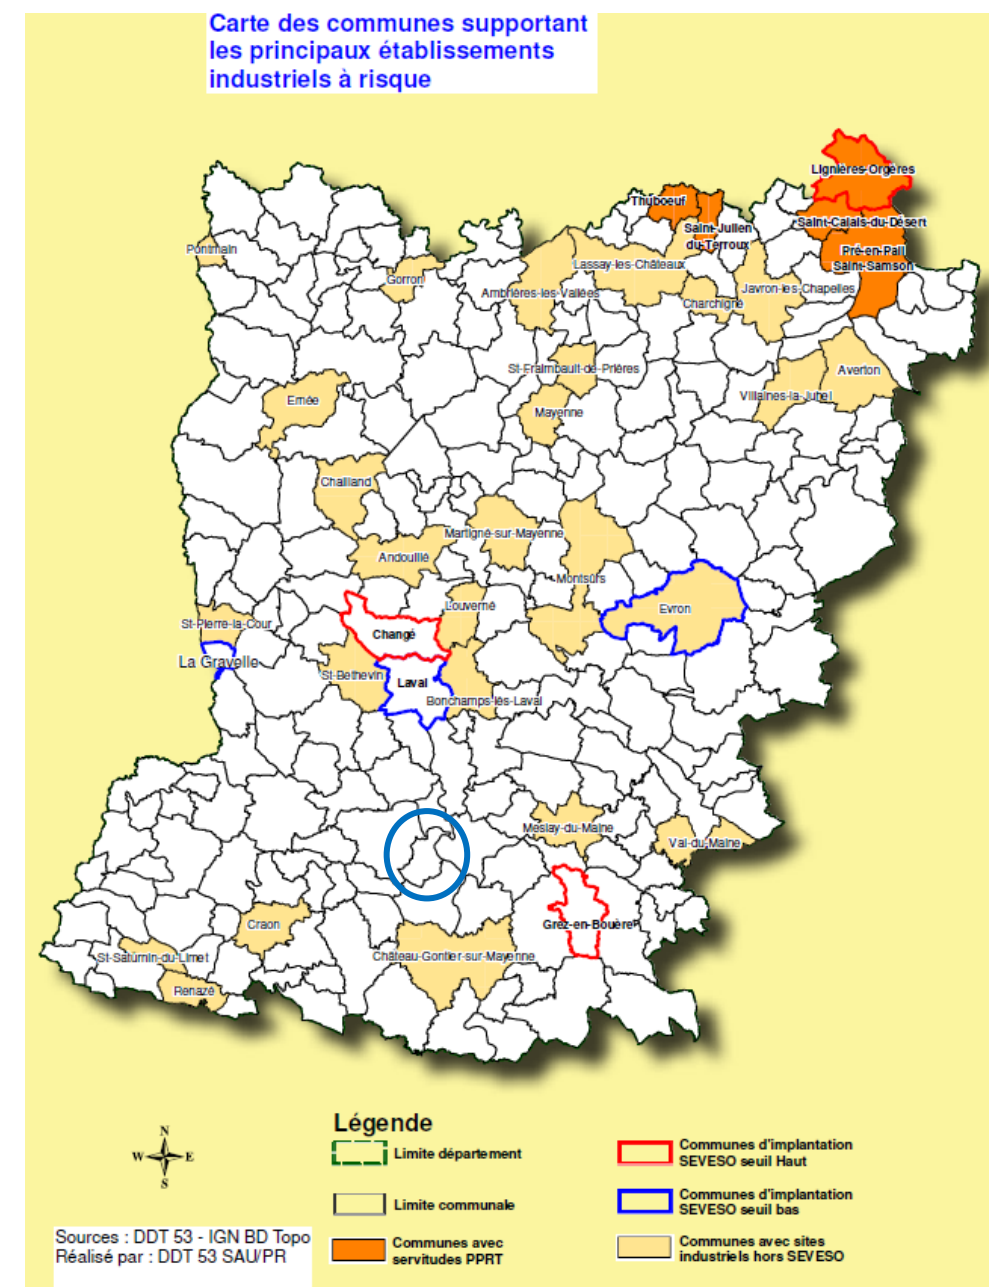 Carte des communes supportant
les principaux établissements
industriels à risque
Lignières-Orgères
Thuboeuf
Saint-Calais-du-Désert
Saint-Julien
du-Terroux
Pré-en-Pail
Saint-Samson
Pontmain
Lassay-les-Châteaux
Gorron
Ambrières-les-Vallées
Javron-les-Chapelles
Charchigné
St-Fraimbault-de-Prières
Averton
Villaines-la-Juhel
Ernée
Mayenne
Chailland
Martigné-sur-Mayenne
Andouillé
Montsûrs
Louverné
Evron
St-Pierre-la-Cour
Changé
La Gravelle
St-Bethevin
Laval
Bonchamps-lès-Laval
Meslay-du-Maine
Val-du-Maine
Craon
Grez-en-Bouère
St-Saturnin-du-Limet
Château-Gontier-sur-Mayenne
Renazé
Légende
N
W E
S
Limite département
Communes d'implantation
SEVESO seuil Haut
Limite communale
Communes d'implantation
SEVESO seuil bas
Communes avec
servitudes PPRT
Communes avec sites
industriels hors SEVESO
Sources : DDT 53 - IGN BD Topo
Réalisé par : DDT 53 SAU/PR